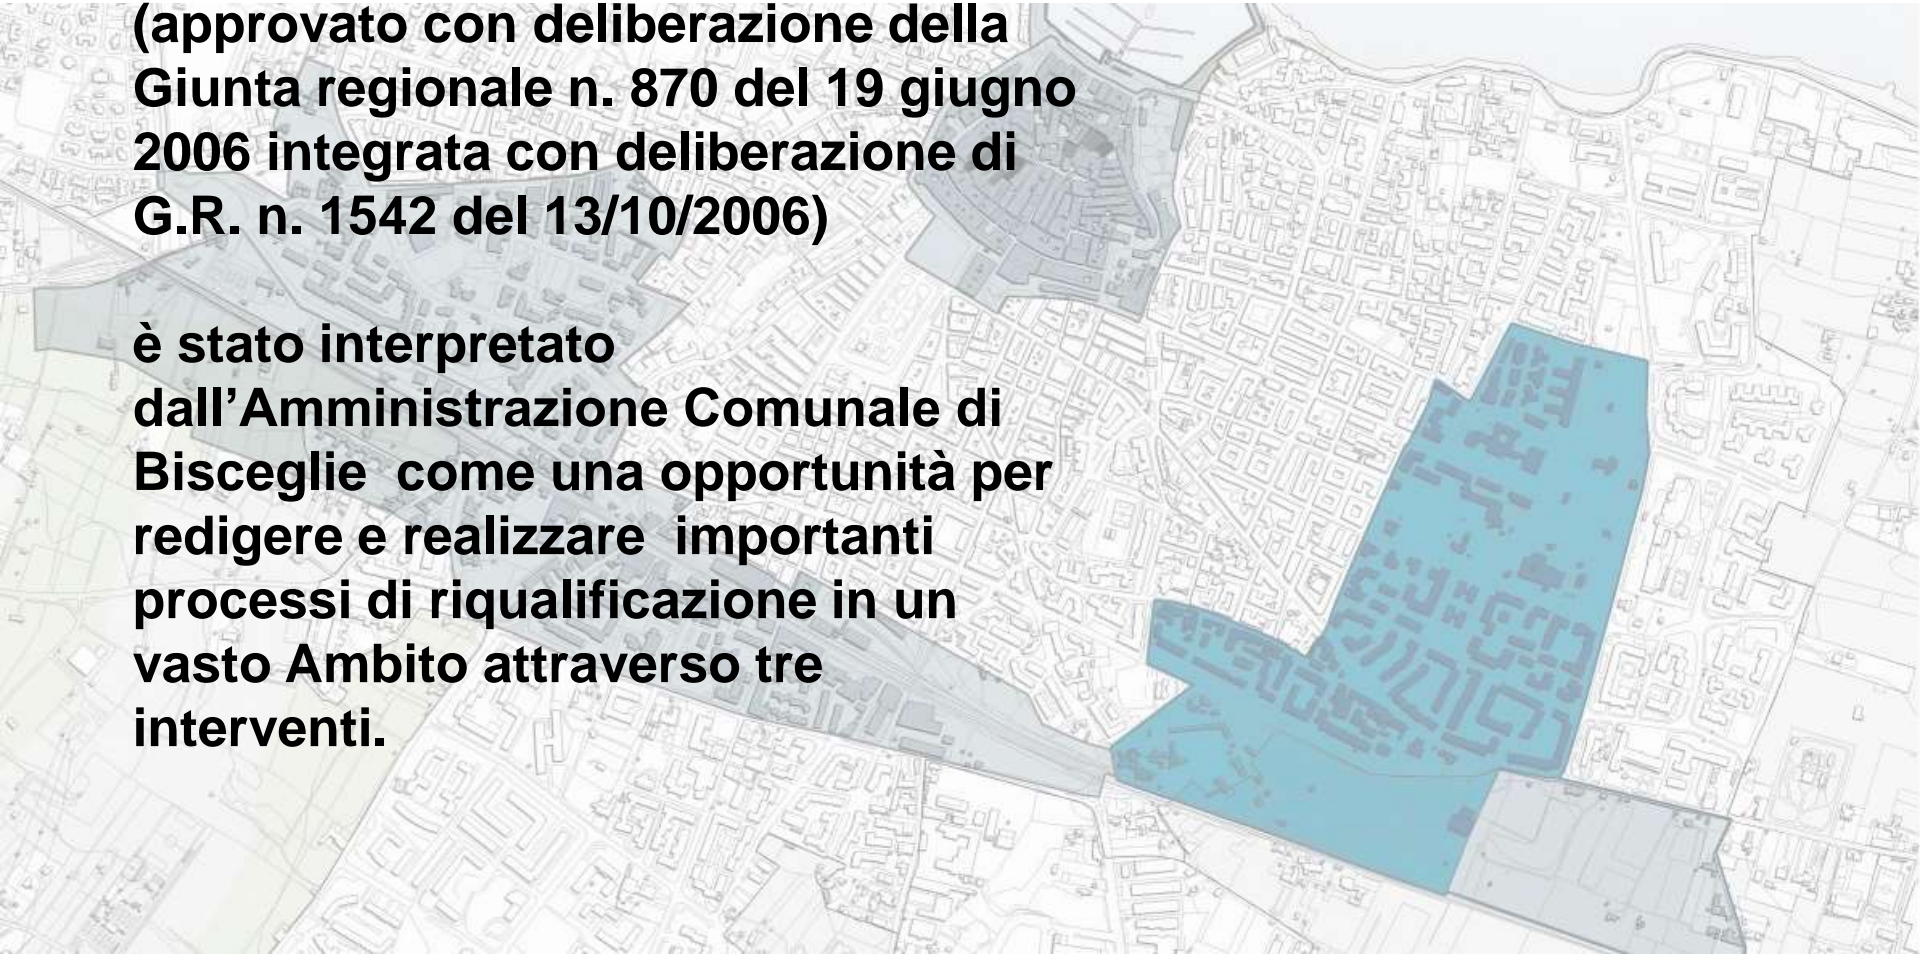 (approvato con deliberazione della
Giunta regionale n. 870 del 19 giugno
2006 integrata con deliberazione di
G.R. n. 1542 del 13/10/2006)
è stato interpretato
dall’Amministrazione Comunale di
Bisceglie  come una opportunità per
redigere e realizzare  importanti
processi di riqualificazione in un
vasto Ambito attraverso tre
interventi.